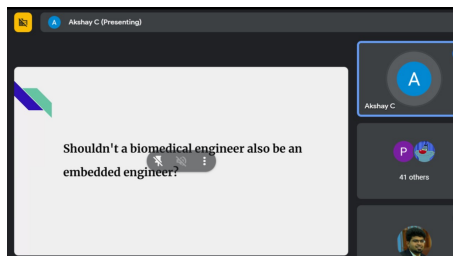 Akshay C (Presenting)
A
A
Akshay C
Shouldn't a biomedical engineer also be an
embedded engineer?
P
41 others